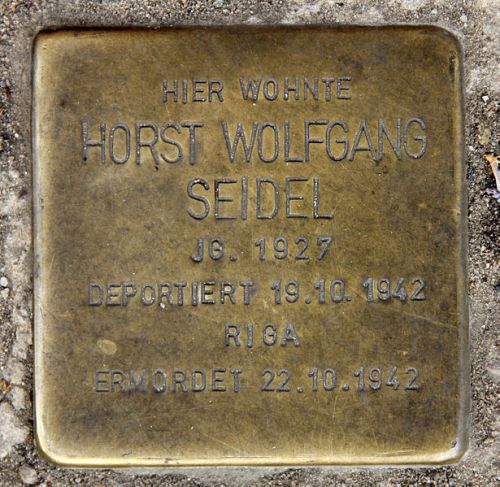 HIER WOHNTE
HORST WOLFGANG
SEIDEL
JG. 1927
DEPORTIERT 19.10.1942
RIGA
ERMORDET 22.10.1942